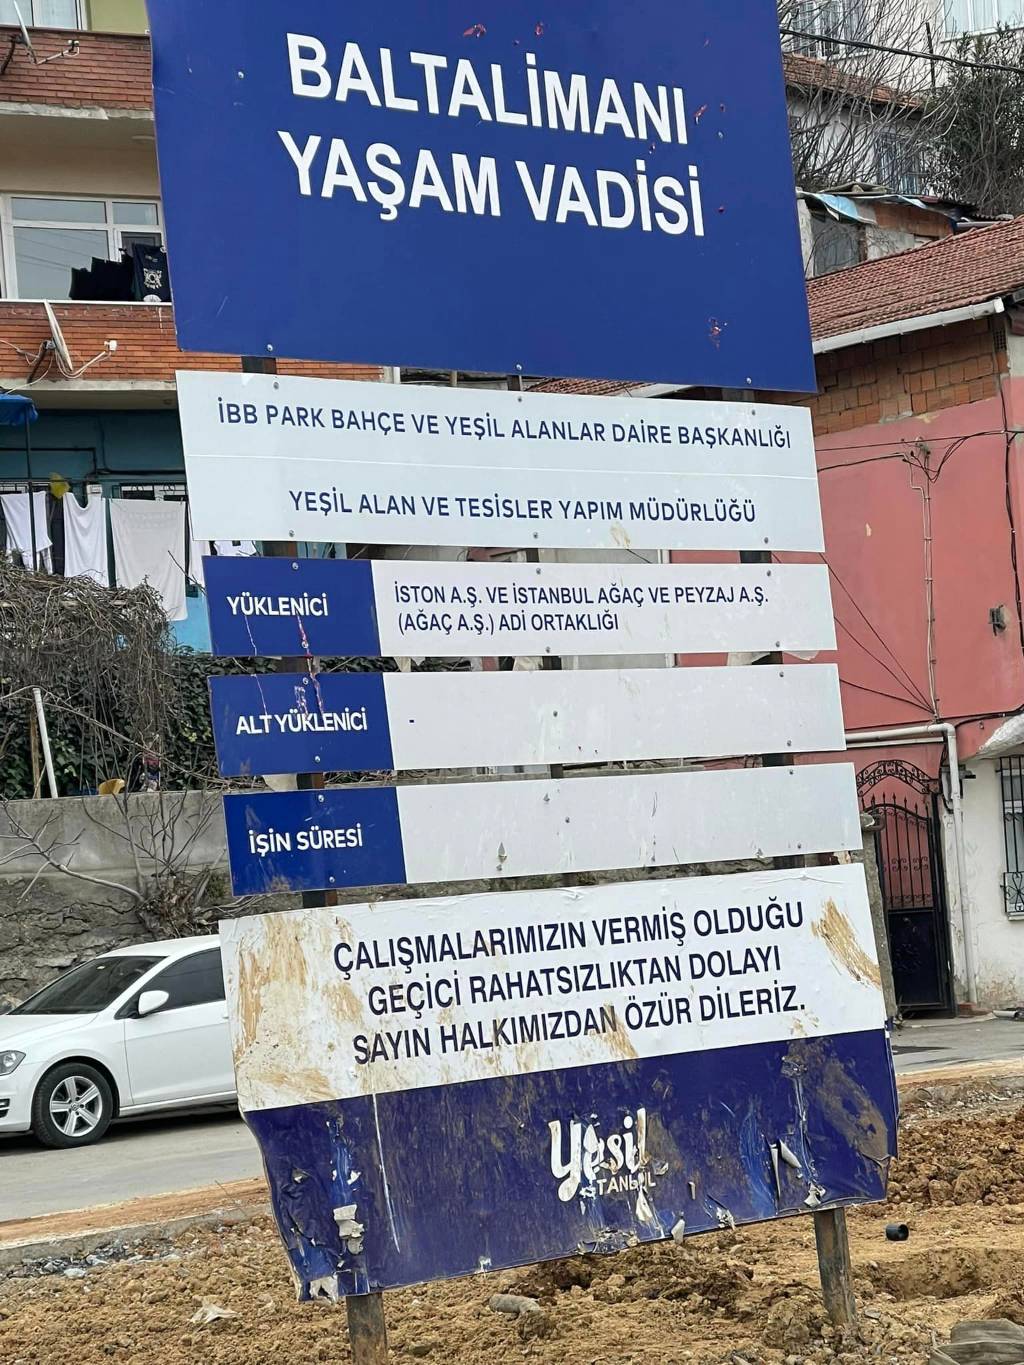 BALTALİMANI
YAŞAM VADİSİ
İBB PARK BAHÇE VE YEŞİL ALANLAR DAİRE BAŞKANLIĞI
YEŞİL ALAN VE TESİSLER YAPIM MÜDÜRLÜĞÜ
YÜKLENİCİ
İSTON A.Ş. VE İSTANBUL AĞAÇ VE PEYZAJ A.Ş.
(AĞAÇ A.Ş.) ADİ ORTAKLIĞI
ALT YÜKLENİCİ
-
İŞİN SÜRESİ
ÇALIŞMALARIMIZIN VERMİŞ OLDUĞU
GEÇİCİ RAHATSIZLIKTAN DOLAYI
SAYIN HALKIMIZDAN ÖZÜR DİLERİZ.
Yeşil
İSTANBUL